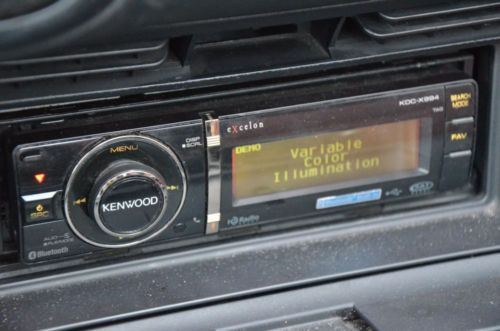 MENU
DISP
SCRL
KENWOOD
SRC
AUD
Bluetooth
eXcelon
KDC-X994
SEARCH
MODE
TAG
FAV
DEMO
Variable
Color
Illumination
HD Radio